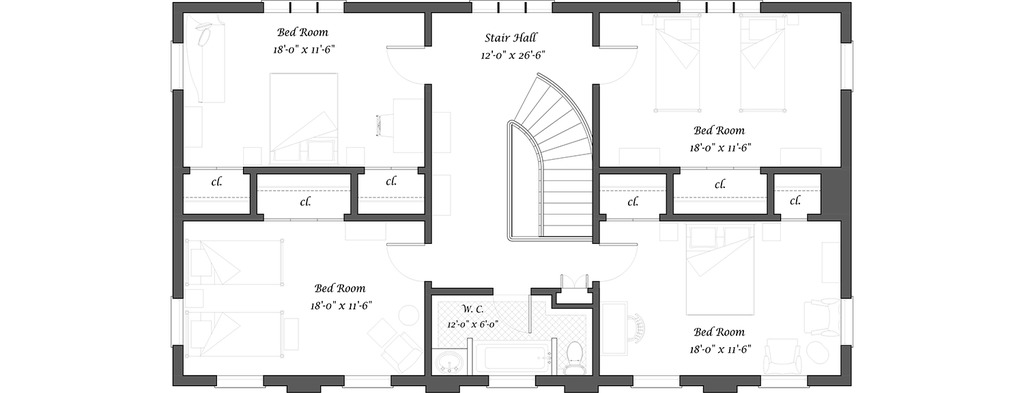 Bed Room
18'-0" x 11'-6"
Stair Hall
12'-0" x 26'-6"
Bed Room
18'-0" x 11'-6"
cl.
cl.
cl.
cl.
cl.
cl.
Bed Room
18'-0" x 11'-6"
W. C.
12'-0" x 6'-0"
Bed Room
18'-0" x 11'-6"